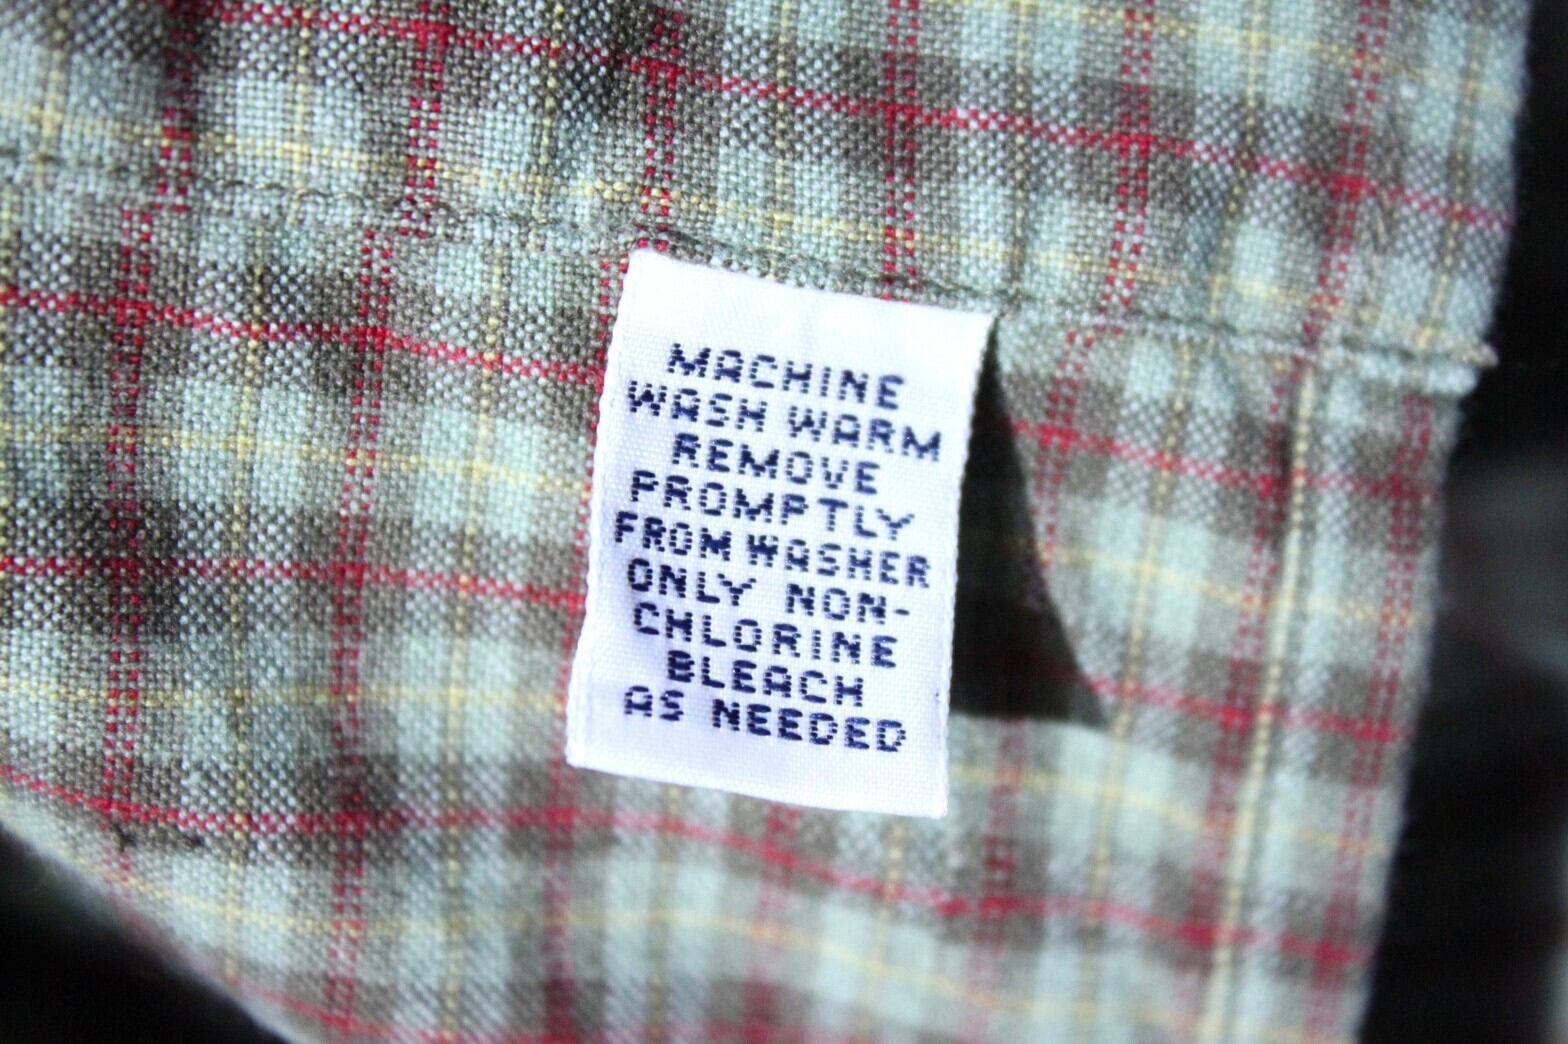 MACHINE
WASH WARM
REMOVE
PROMPTLY
FROM WASHER
ONLY NON-
CHLORINE
BLEACH
AS NEEDED